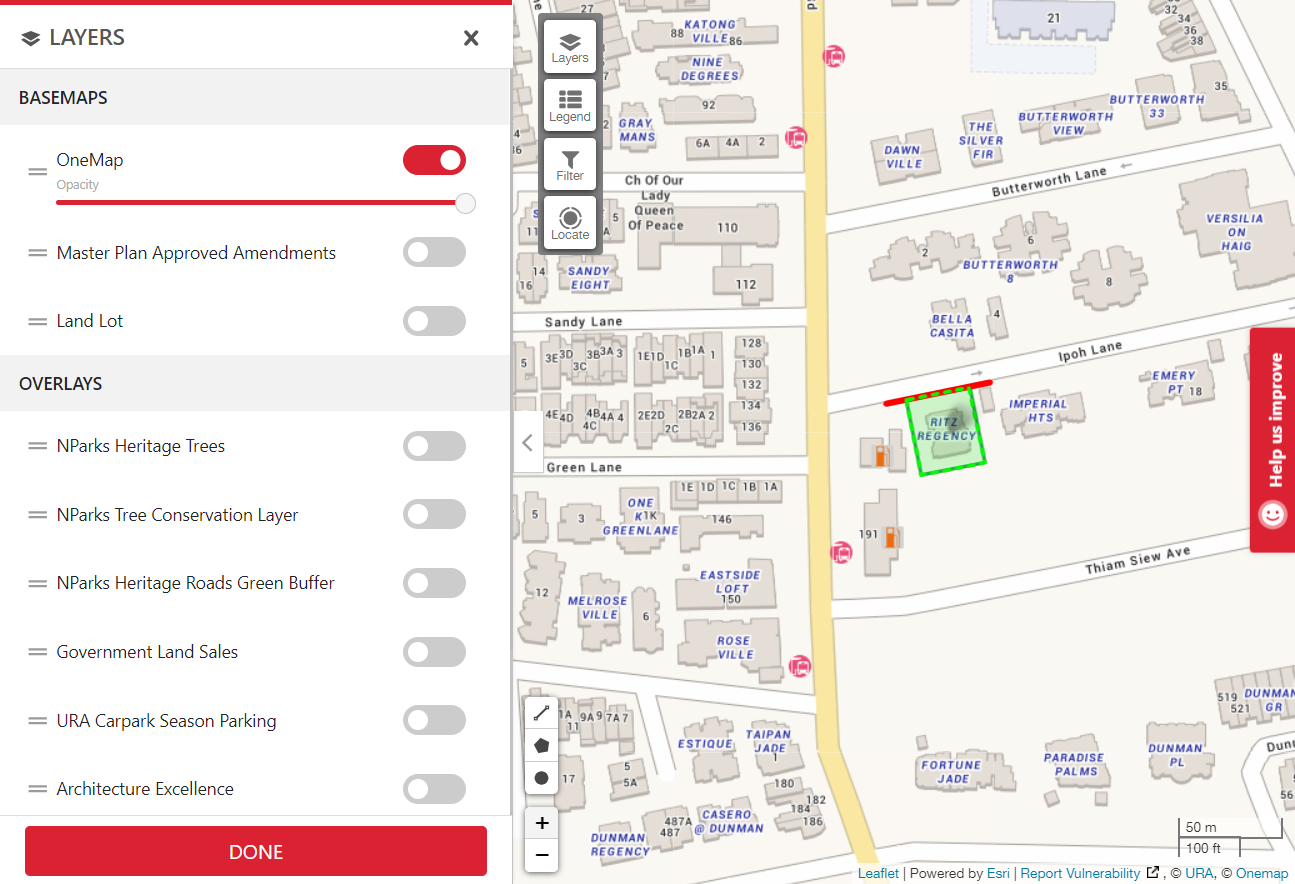 LAYERS
BASEMAPS
OneMap
Opacity
Master Plan Approved Amendments
Land Lot
OVERLAYS
NParks Heritage Trees
NParks Tree Conservation Layer
NParks Heritage Roads Green Buffer
Government Land Sales
URA Carpark Season Parking
Architecture Excellence
DONE
Layers
Legend
Filter
Locate
KATONG
VILLE
88
86
NINE
DEGREES
92
GRAY
MANS
6A 4A 2
Ch Of Our
Lady
Queen
Of Peace
110
112
5
14
16
SANDY
EIGHT
Sandy Lane
5
3E 3D
3C
3B 3A 3
1E 1D
1C
1B 1A 1
128
130
132
134
136
4E 4D
4C
4B 4A 4
2E 2D
2C
2B 2A 2
Green Lane
1E 1D 1C 1B 1A
5
3
ONE
K
GREENLANE
1K
146
12
MELROSE
VILLE
6
EASTSIDE
LOFT
150
ROSE
VILLE
1A
11
9A 9 7A 7
17
5
5A
ESTIQUE
TAIPAN
JADE
1
180
182
184
186
487A
487
CASERO
@ DUNMAN
DUNMAN
REGENCY
21
32
34
36
38
35
BUTTERWORTH
33
BUTTERWORTH
VIEW
THE
SILVER
FIR
DAWN
VILLE
Butterworth Lane
VERSILIA
ON
HAIG
2
6
BUTTERWORTH
8
8
BELLA
CASITA
4
Ipoh Lane
EMERY
PT
18
IMPERIAL
HTS
RITZ
REGENCY
191
Thiam Siew Ave
519
521
DUNMAN
GR
DUNMAN
PL
PARADISE
PALMS
FORTUNE
JADE
56
Help us improve
50 m
100 ft
Leaflet | Powered by Esri | Report Vulnerability , © URA, © Onemap